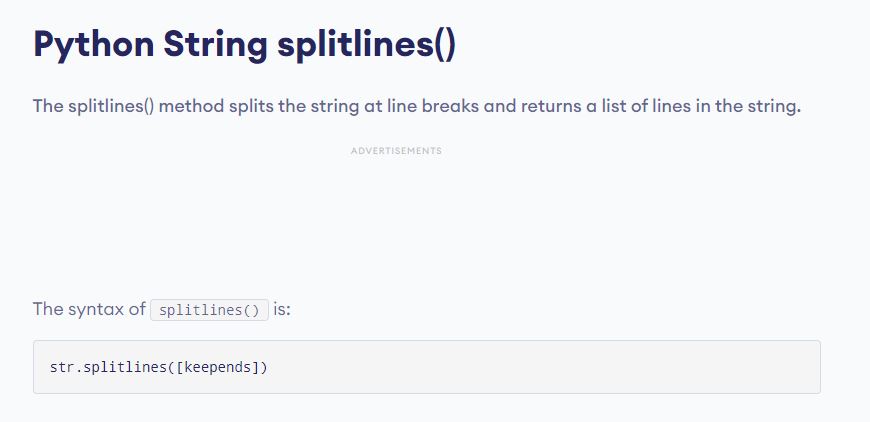 Python String splitlines()
The splitlines() method splits the string at line breaks and returns a list of lines in the string.
ADVERTISEMENTS
The syntax of splitlines() is:
str.splitlines([keepends])